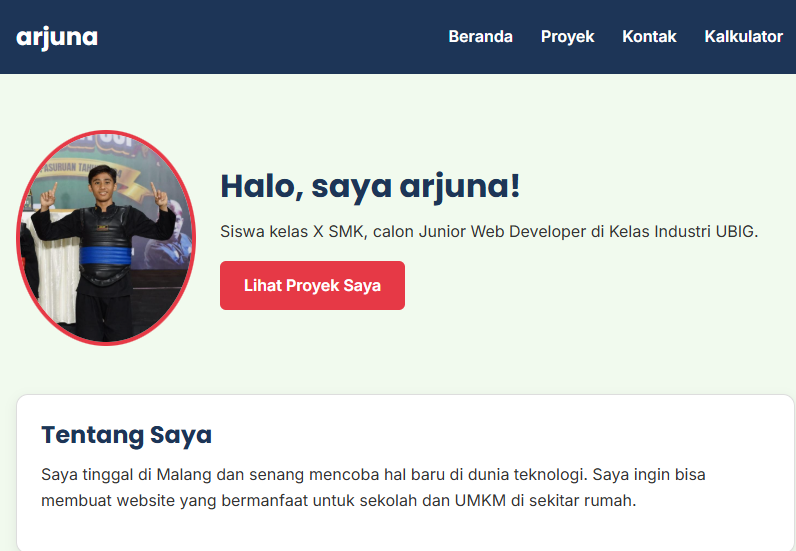 arjuna
Beranda Proyek Kontak Kalkulator
Halo, saya arjuna!
Siswa kelas X SMK, calon Junior Web Developer di Kelas Industri UBIG.
Lihat Proyek Saya
Tentang Saya
Saya tinggal di Malang dan senang mencoba hal baru di dunia teknologi. Saya ingin bisa
membuat website yang bermanfaat untuk sekolah dan UMKM di sekitar rumah.